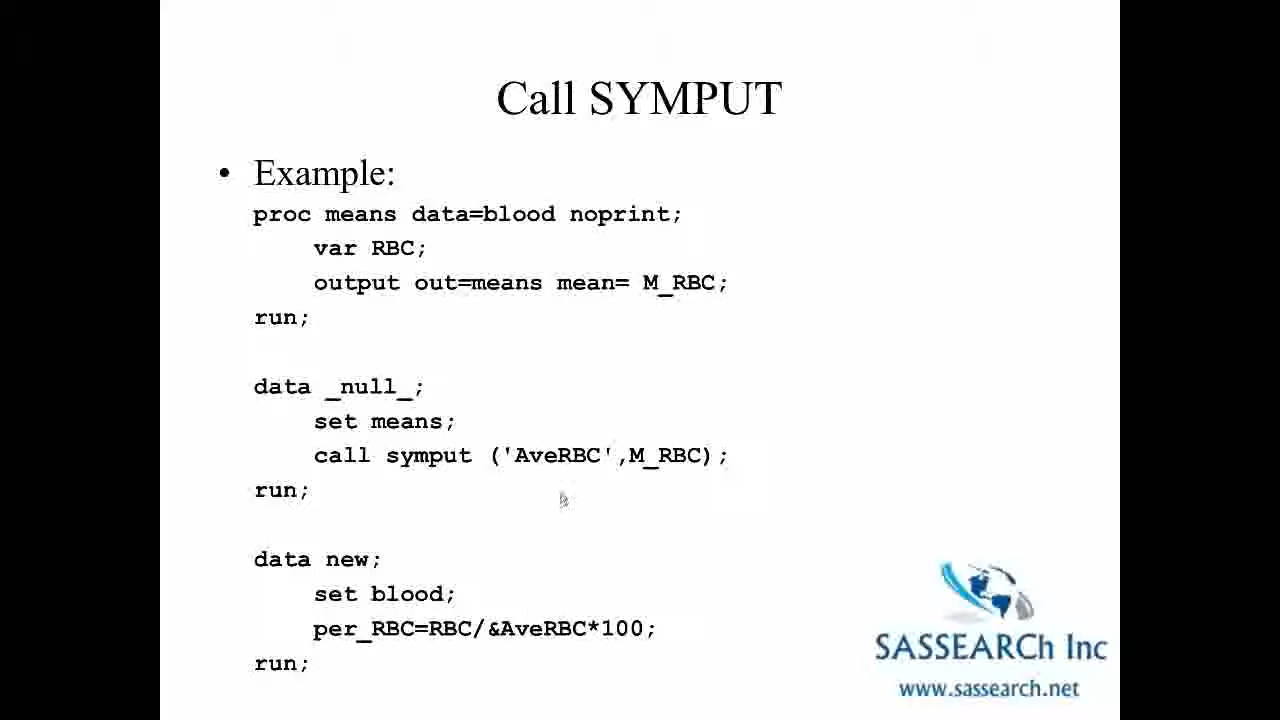 Call SYMPUT
• Example:
proc means data=blood noprint;
var RBC;
output out=means mean= M_RBC;
run;
data _null_;
set means;
call symput ('AveRBC',M_RBC);
run;
data new;
set blood;
per_RBC=RBC/&AveRBC*100;
run;
SASSEARCh Inc
www.sassearch.net